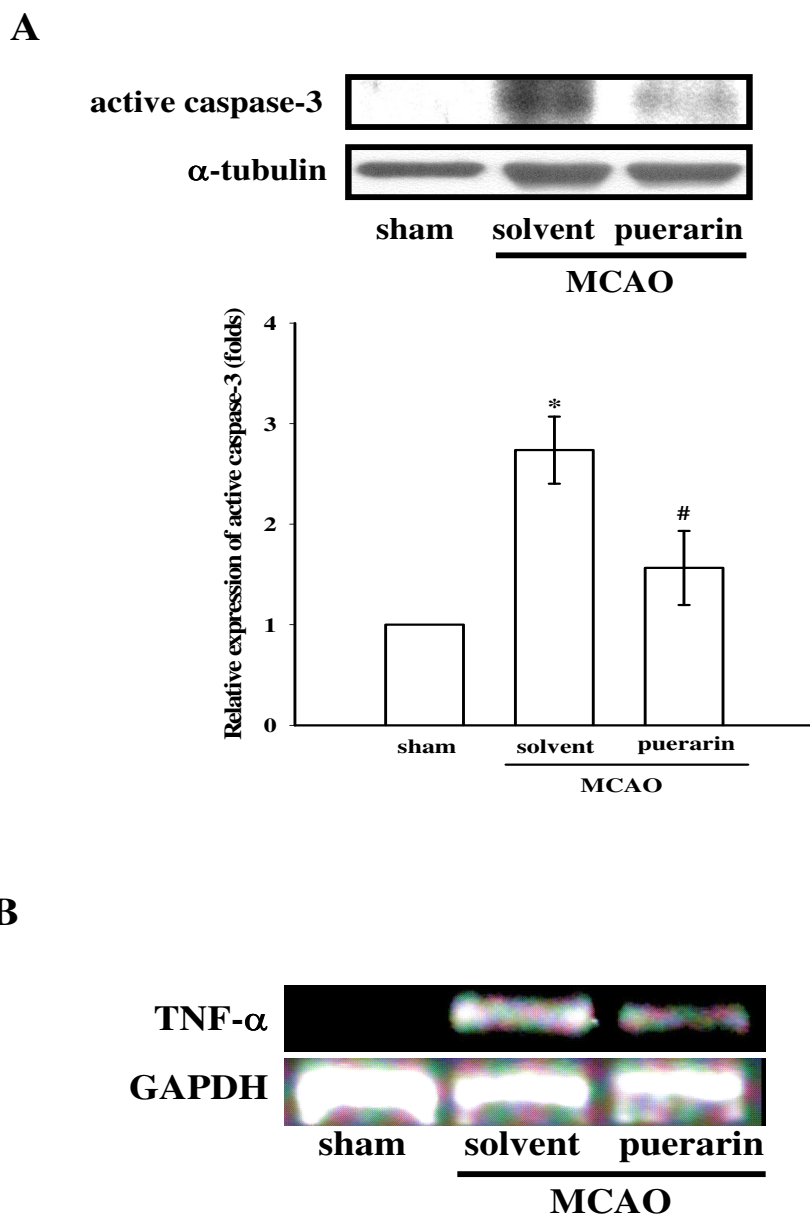 A
active caspase-3
α-tubulin
sham solvent puerarin
MCAO
Relative expression of active caspase-3 (folds)
4
3
2
1
0
*
#
sham solvent puerarin
MCAO
B
TNF-α
GAPDH
sham solvent puerarin
MCAO